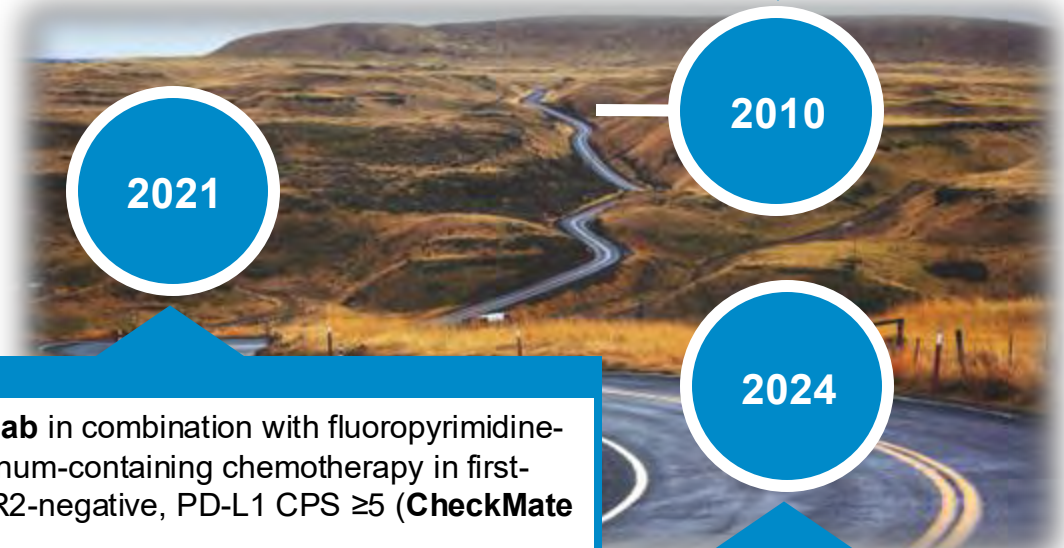 2010
2021
2024
ab in combination with fluoropyrimidine-
num-containing chemotherapy in first-
R2-negative, PD-L1 CPS ≥5 (CheckMate